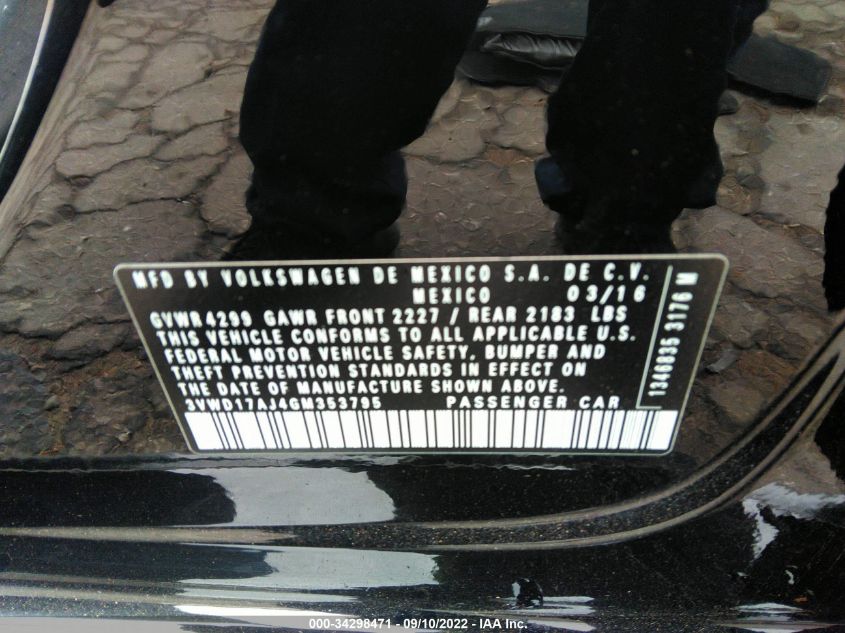 MFD BY VOLKSWAGEN DE MEXICO S.A. DE C.V.
MEXICO 03/16
GVWR 4299 GAWR FRONT 2227 / REAR 2183 LBS
THIS VEHICLE CONFORMS TO ALL APPLICABLE U.S.
FEDERAL MOTOR VEHICLE SAFETY, BUMPER AND
THEFT PREVENTION STANDARDS IN EFFECT ON
THE DATE OF MANUFACTURE SHOWN ABOVE.
3VWD17AJ4GM353795 PASSENGER CAR
1346835 3176 M
000-34298471 - 09/10/2022 - IAA Inc.